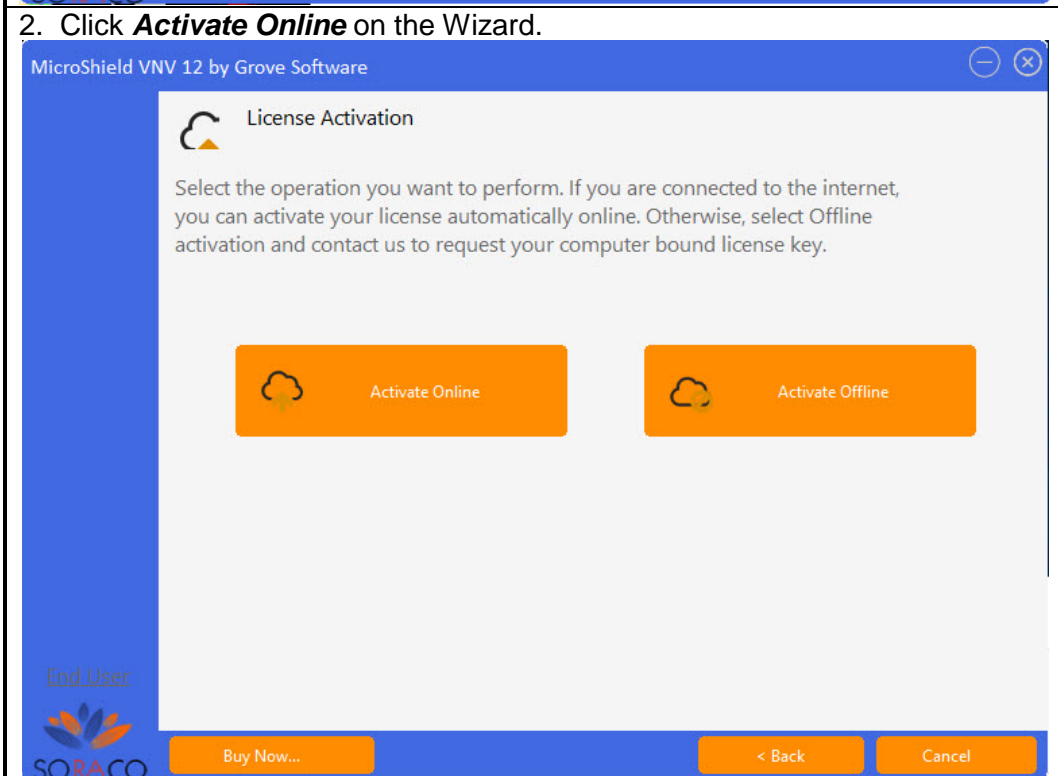 2. Click Activate Online on the Wizard.
MicroShield VNV 12 by Grove Software
License Activation
Select the operation you want to perform. If you are connected to the internet,
you can activate your license automatically online. Otherwise, select Offline
activation and contact us to request your computer bound license key.
Activate Online
Activate Offline
End User
SORACO
Buy Now...
< Back
Cancel